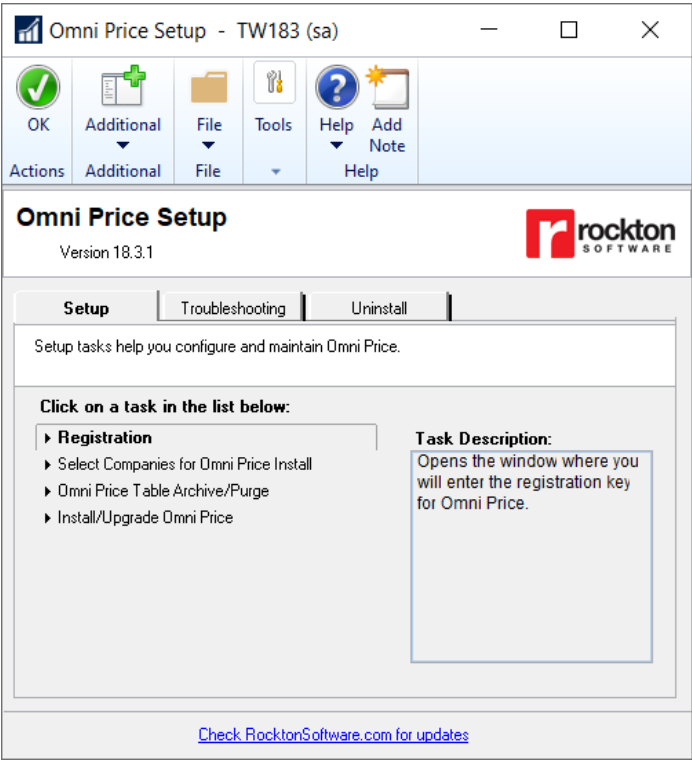 Omni Price Setup - TW183 (sa)
OK
Additional
File
Tools
Help
Add
Note
Actions
Additional
File
Help
Omni Price Setup
Version 18.3.1
rockton
SOFTWARE
Setup
Troubleshooting
Uninstall
Setup tasks help you configure and maintain Omni Price.
Click on a task in the list below:
Registration
Select Companies for Omni Price Install
Omni Price Table Archive/Purge
Install/Upgrade Omni Price
Task Description:
Opens the window where you
will enter the registration key
for Omni Price.
Check RocktonSoftware.com for updates